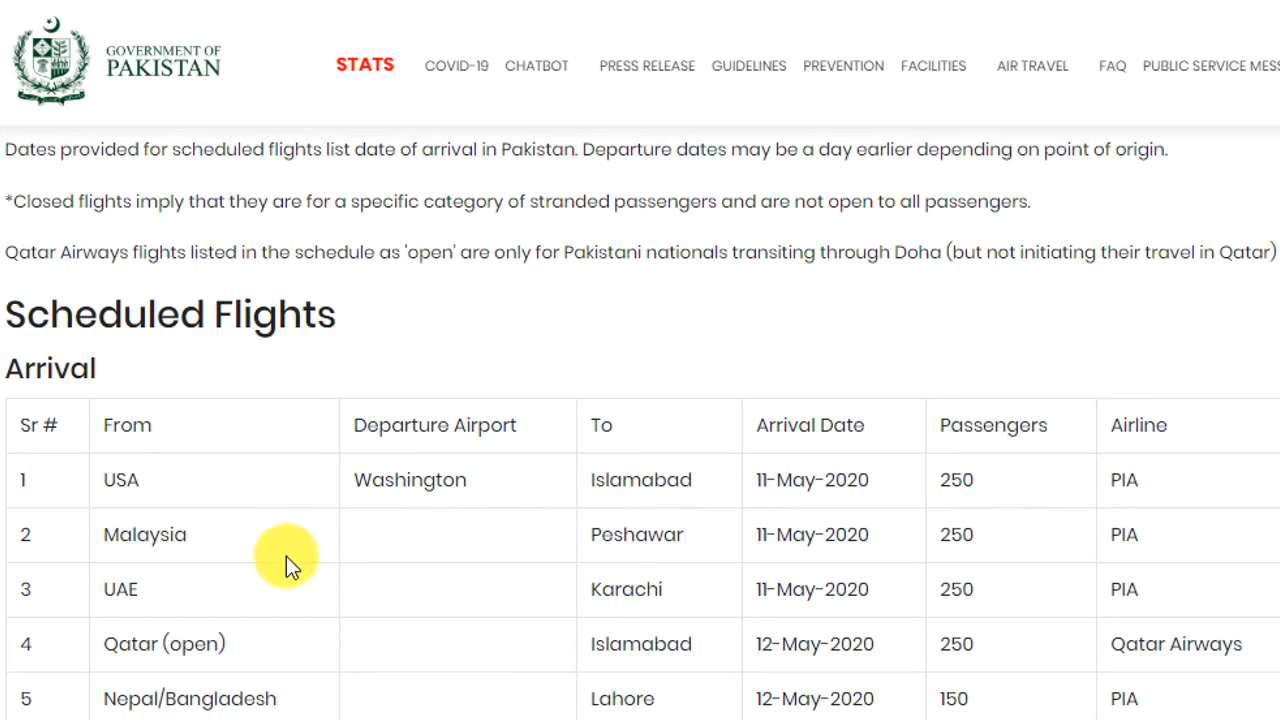 GOVERNMENT OF
PAKISTAN
STATS COVID-19 CHATBOT PRESS RELEASE GUIDELINES PREVENTION FACILITIES AIR TRAVEL FAQ PUBLIC SERVICE MESS
Dates provided for scheduled flights list date of arrival in Pakistan. Departure dates may be a day earlier depending on point of origin.
*Closed flights imply that they are for a specific category of stranded passengers and are not open to all passengers.
Qatar Airways flights listed in the schedule as 'open' are only for Pakistani nationals transiting through Doha (but not initiating their travel in Qatar)
Scheduled Flights
Arrival
Sr # From Departure Airport To Arrival Date Passengers Airline
1 USA Washington Islamabad 11-May-2020 250 PIA
2 Malaysia Peshawar 11-May-2020 250 PIA
3 UAE Karachi 11-May-2020 250 PIA
4 Qatar (open) Islamabad 12-May-2020 250 Qatar Airways
5 Nepal/Bangladesh Lahore 12-May-2020 150 PIA